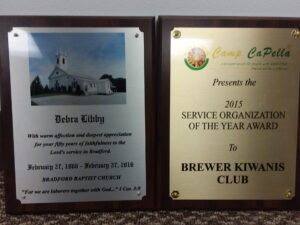 Debra Libby
With warm affection and deepest appreciation
for your fifty years of faithfulness to the
Lord's service in Bradford.
February 27, 1966 - February 27, 2016
BRADFORD BAPTIST CHURCH
"For we are laborers together with God..." I Cor. 3:9
Camp CaPella
Presents the
2015
SERVICE ORGANIZATION
OF THE YEAR AWARD
To
BREWER KIWANIS
CLUB